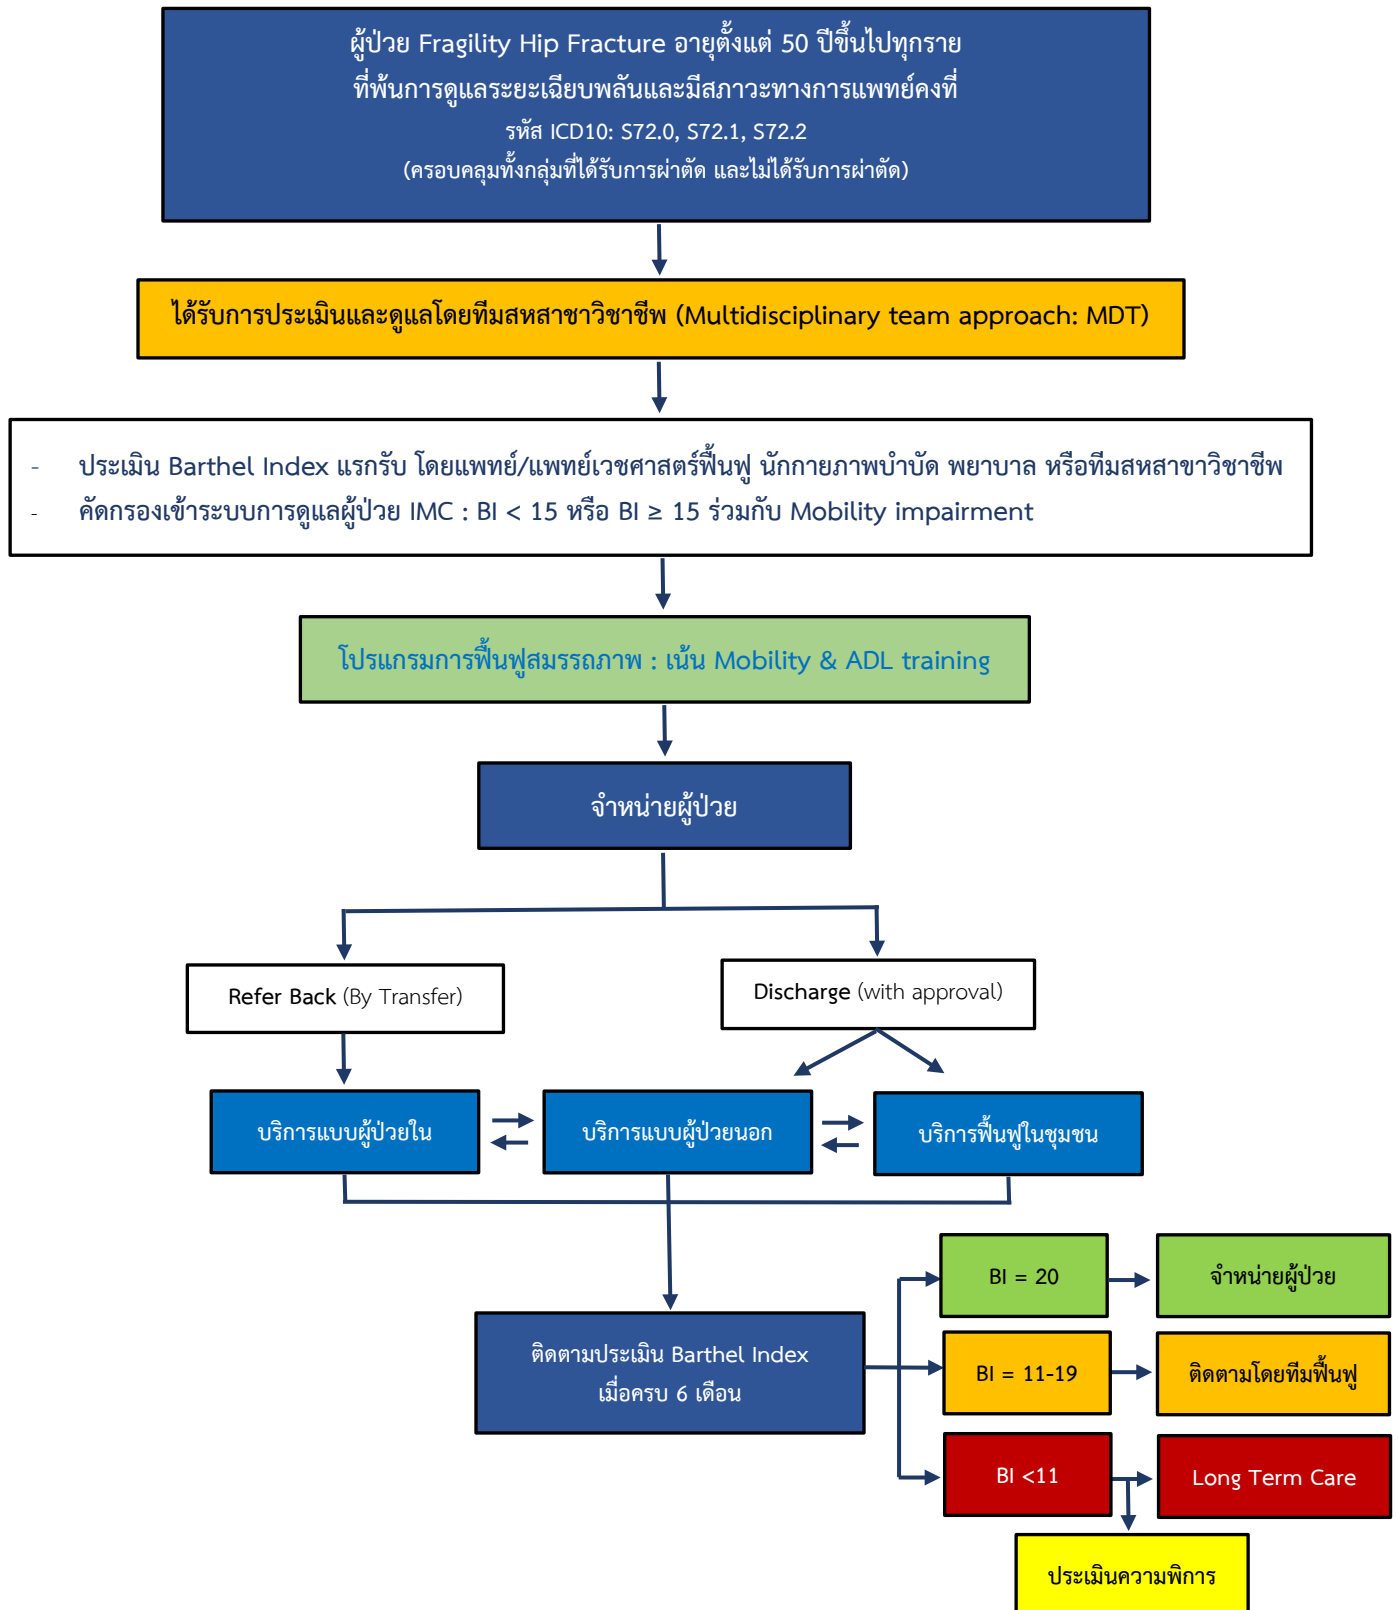 ผู้ป่วย Fragility Hip Fracture อายุตั้งแต่ 50 ปีขึ้นไปทุกราย
ที่พ้นการดูแลระยะเฉียบพลันและมีสภาวะทางการแพทย์คงที่
รหัส ICD10: S72.0, S72.1, S72.2
(ครอบคลุมทั้งกลุ่มที่ได้รับการผ่าตัด และไม่ได้รับการผ่าตัด)
ได้รับการประเมินและดูแลโดยทีมสหสาชาวิชาชีพ (Multidisciplinary team approach: MDT)
- ประเมิน Barthel Index แรกรับ โดยแพทย์/แพทย์เวชศาสตร์ฟื้นฟู นักกายภาพบำบัด พยาบาล หรือทีมสหสาขาวิชาชีพ
- คัดกรองเข้าระบบการดูแลผู้ป่วย IMC : BI < 15 หรือ BI ≥ 15 ร่วมกับ Mobility impairment
โปรแกรมการฟื้นฟูสมรรถภาพ : เน้น Mobility & ADL training
จำหน่ายผู้ป่วย
Refer Back (By Transfer)
Discharge (with approval)
บริการแบบผู้ป่วยใน
บริการแบบผู้ป่วยนอก
บริการฟื้นฟูในชุมชน
ติดตามประเมิน Barthel Index
เมื่อครบ 6 เดือน
BI = 20
จำหน่ายผู้ป่วย
BI = 11-19
ติดตามโดยทีมฟื้นฟู
BI <11
Long Term Care
ประเมินความพิการ